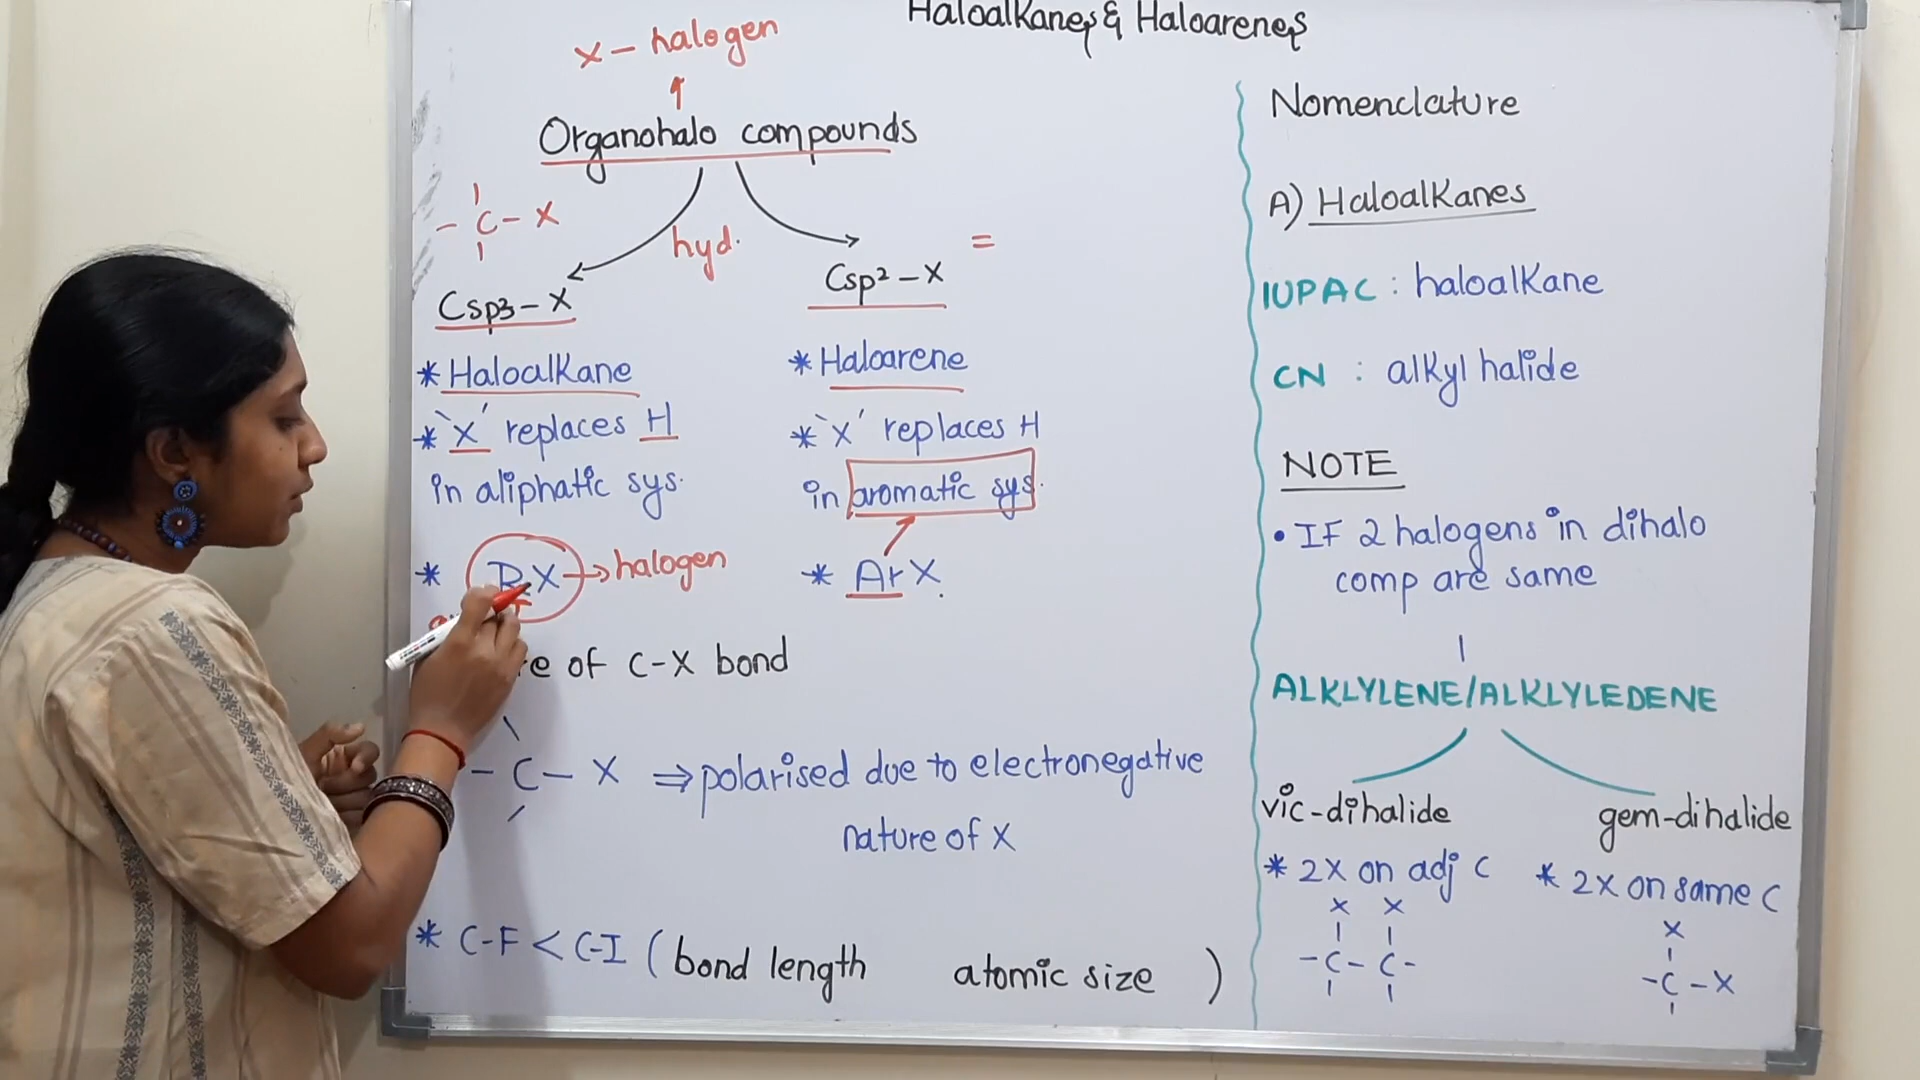 Haloalkanes & Haloarenes
X - halogen
↑
Organohalo compounds
- C - X
hyd.
Csp3 - X
* Haloalkane
* `X' replaces H
in aliphatic sys.
* RX → halogen
Csp² - X =
* Haloarene
* `X' replaces H
in aromatic sys.
* ArX.
of C-X bond
- C - X ⇒ polarised due to electronegative
nature of X
* C-F < C-I ( bond length atomic size )
Nomenclature
A) Haloalkanes
IUPAC : haloalkane
CN : alkyl halide
NOTE
• IF 2 halogens in dihalo
comp are same
ALKLYLENE/ALKLYLEDENE
vic-dihalide
* 2X on adj C
X X
- C - C -
gem-dihalide
* 2X on same C
X
- C - X